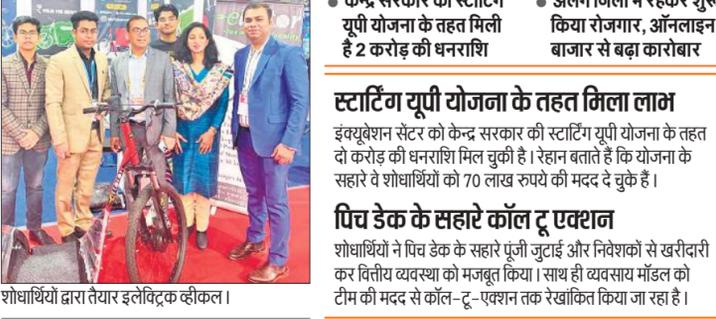 केन्द्र सरकार की स्टार्टिंग
यूपी योजना के तहत मिली
है 2 करोड़ की धनराशि
अलग जिला में रहकर शुरू
किया रोजगार, ऑनलाइन
बाजार से बढ़ा कारोबार
शोधार्थियों द्वारा तैयार इलेक्ट्रिक व्हीकल।
स्टार्टिंग यूपी योजना के तहत मिला लाभ
इंक्यूबेशन सेंटर को केन्द्र सरकार की स्टार्टिंग यूपी योजना के तहत
दो करोड़ की धनराशि मिल चुकी है। रेहान बताते हैं कि योजना के
सहारे वे शोधार्थियों को 70 लाख रुपये की मदद दे चुके हैं।
पिच डेक के सहारे कॉल टू एक्शन
शोधार्थियों ने पिच डेक के सहारे पूंजी जुटाई और निवेशकों से खरीदारी
कर वित्तीय व्यवस्था को मजबूत किया। साथ ही व्यवसाय मॉडल को
टीम की मदद से कॉल-टू-एक्शन तक रेखांकित किया जा रहा है।